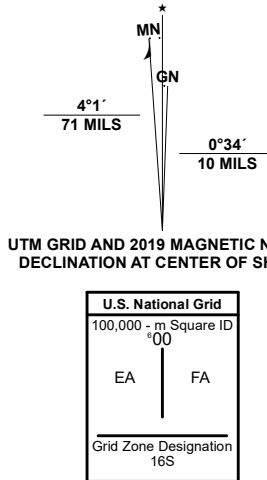 ★
MN
GN
4°1´
71 MILS
0°34´
10 MILS
UTM GRID AND 2019 MAGNETIC N
DECLINATION AT CENTER OF SH
U.S. National Grid
100,000 - m Square ID
⁶00
EA FA
Grid Zone Designation
16S